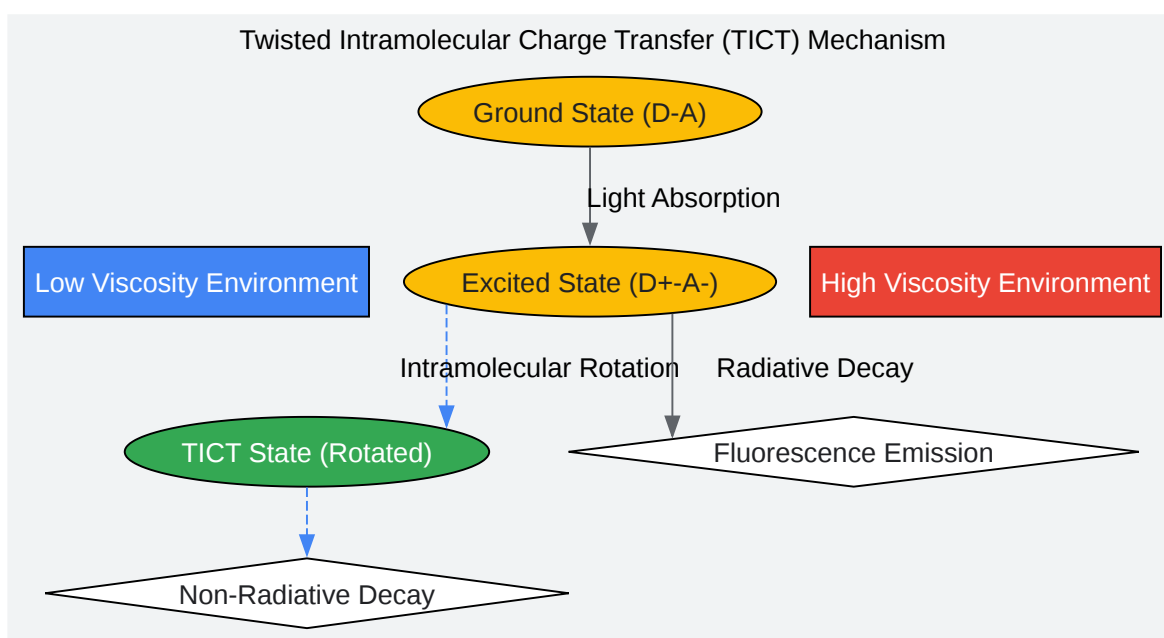 Twisted Intramolecular Charge Transfer (TICT) Mechanism
Ground State (D-A)
Light Absorption
Low Viscosity Environment
Excited State (D+-A-)
High Viscosity Environment
Intramolecular Rotation
Radiative Decay
TICT State (Rotated)
Fluorescence Emission
Non-Radiative Decay